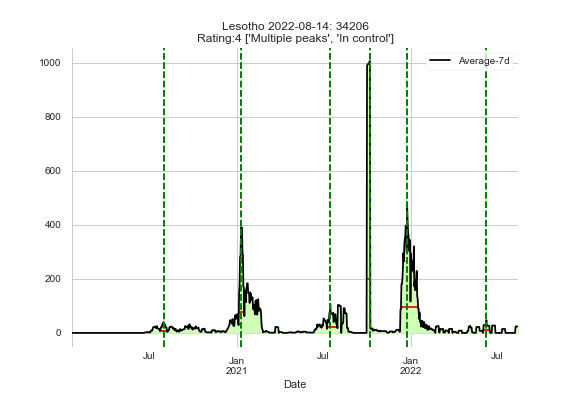 Lesotho 2022-08-14: 34206
Rating:4 ['Multiple peaks', 'In control']
Average-7d
1000
800
600
400
200
0
Jul
Jan
2021
Jul
Jan
2022
Jul
Date